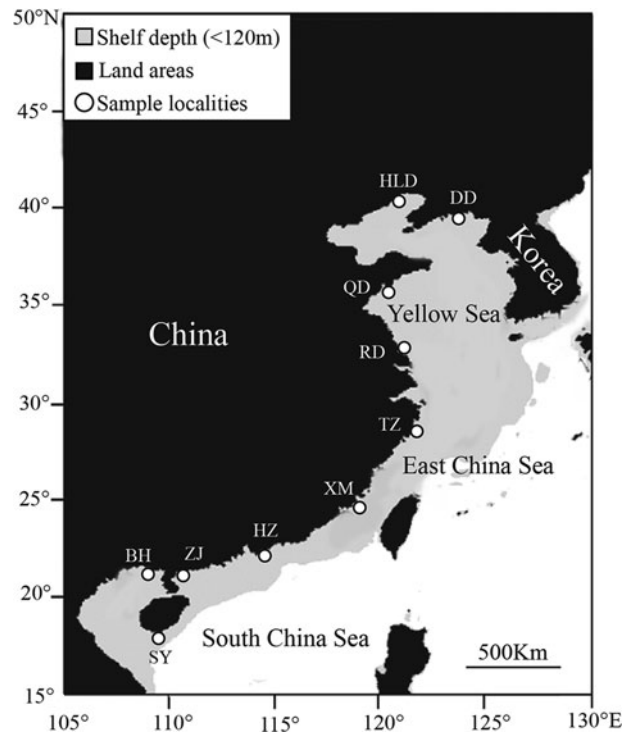 50°N
Shelf depth (<120m)
Land areas
Sample localities
45°
HLD
40°
DD
Korea
QD
35°
Yellow Sea
China
RD
30°
TZ
East China Sea
XM
25°
HZ
BH
ZJ
20°
South China Sea
SY
500Km
15°
105°
110°
115°
120°
125°
130°E